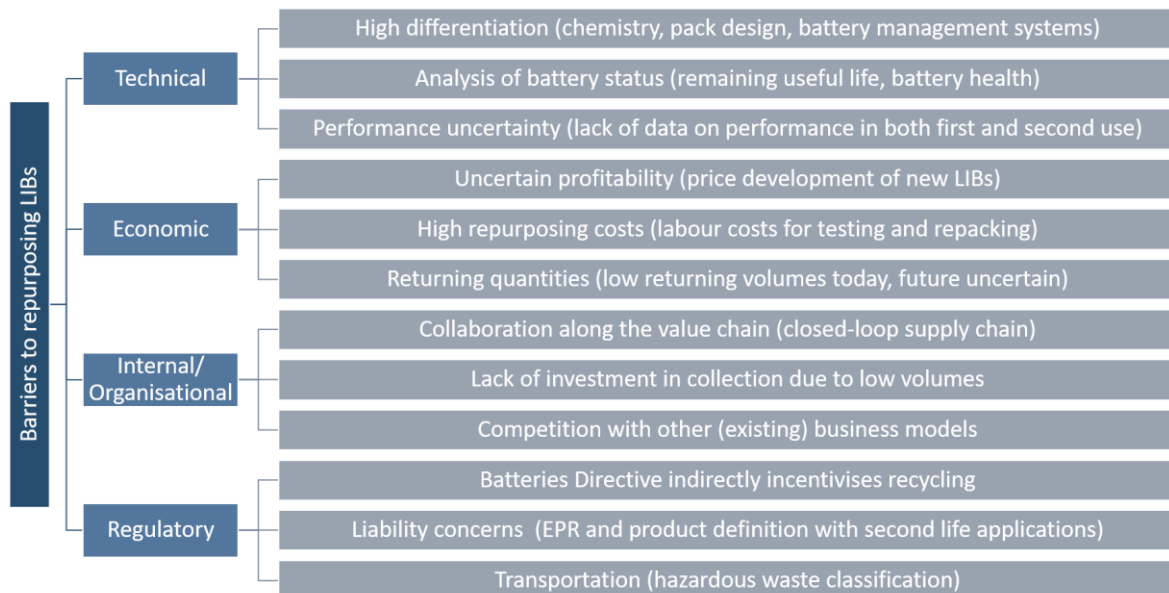 Barriers to repurposing LIBs
Technical
High differentiation (chemistry, pack design, battery management systems)
Analysis of battery status (remaining useful life, battery health)
Performance uncertainty (lack of data on performance in both first and second use)
Economic
Uncertain profitability (price development of new LIBs)
High repurposing costs (labour costs for testing and repacking)
Returning quantities (low returning volumes today, future uncertain)
Internal/
Organisational
Collaboration along the value chain (closed-loop supply chain)
Lack of investment in collection due to low volumes
Competition with other (existing) business models
Regulatory
Batteries Directive indirectly incentivises recycling
Liability concerns  (EPR and product definition with second life applications)
Transportation (hazardous waste classification)